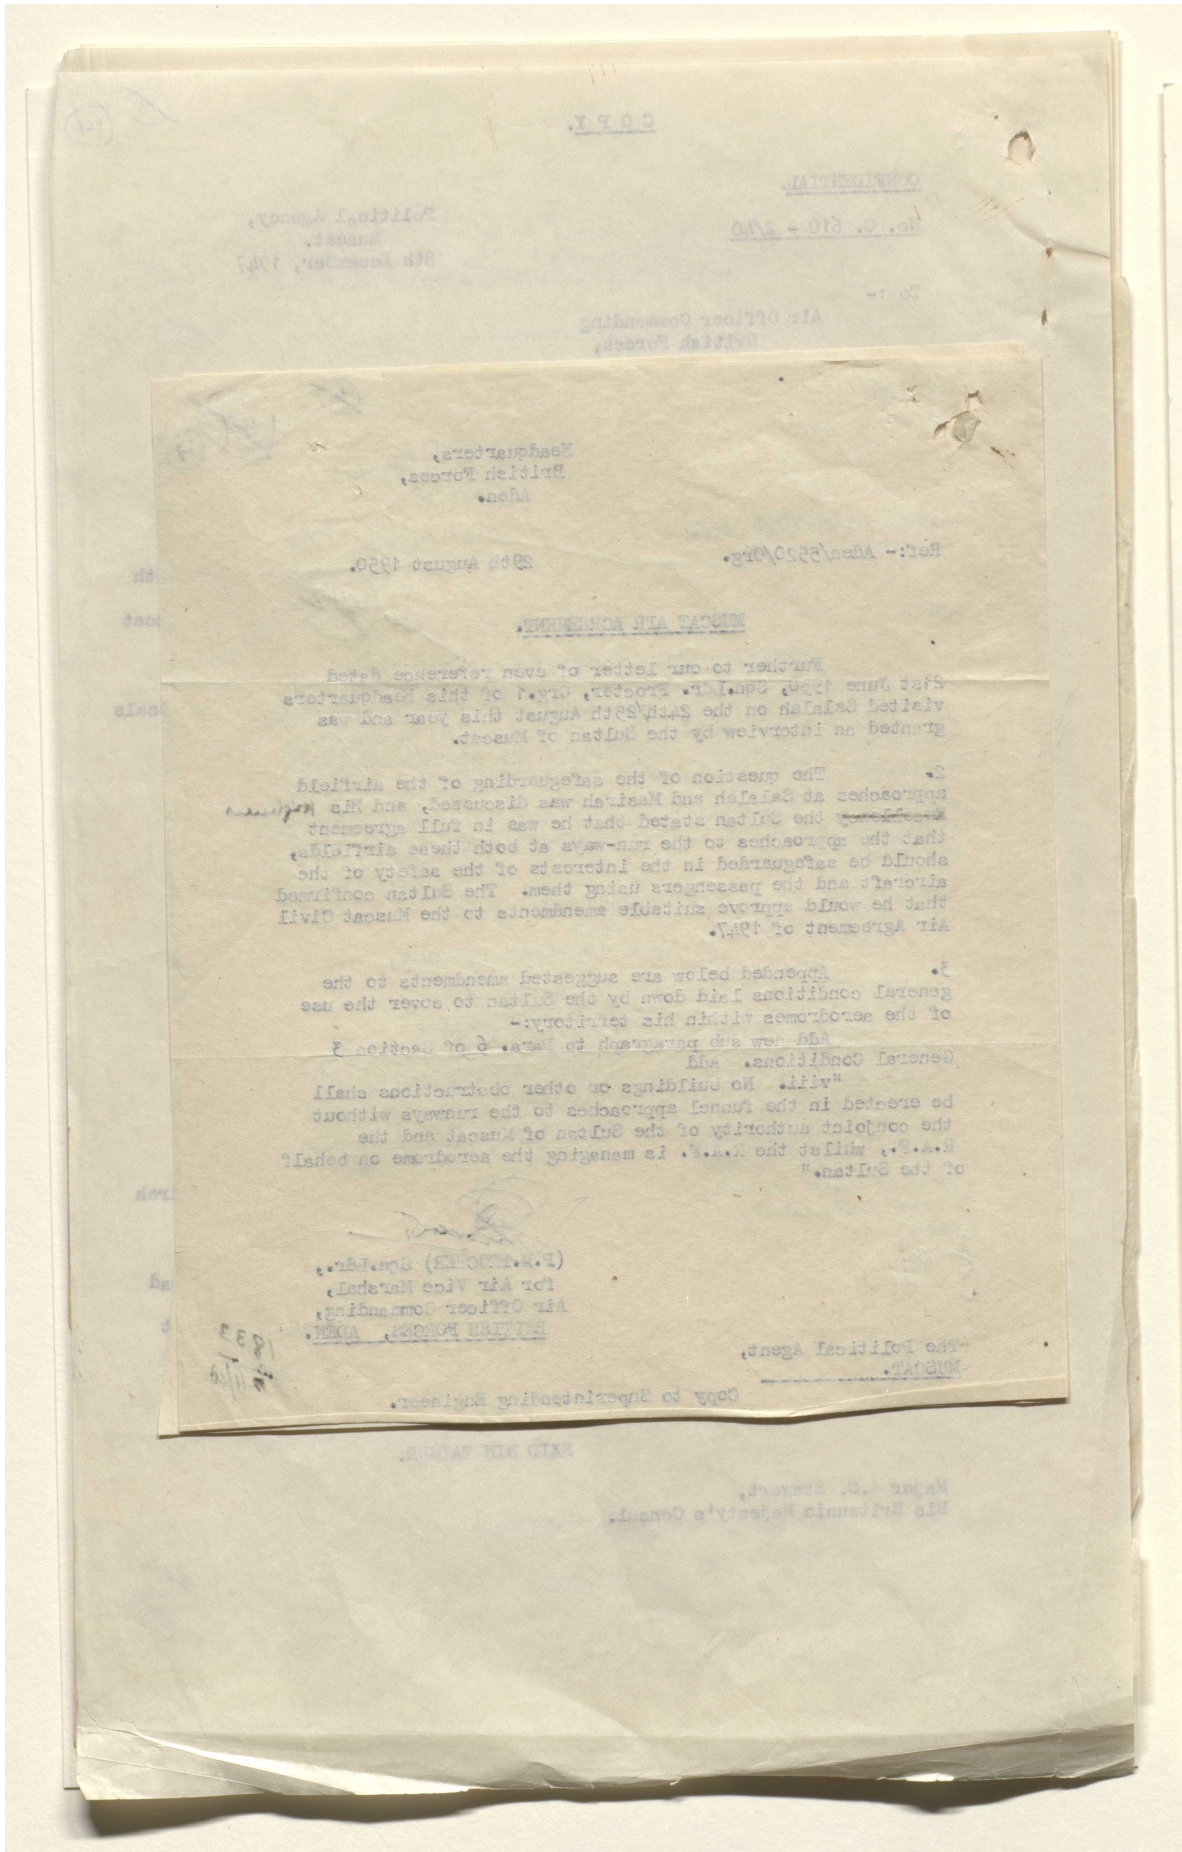 COPY.
CONFIDENTIAL.
No. C. 610 - 2/40
Political Agency,
Muscat.
8th December, 1947
To :-
Air Officer Commanding
British Forces,
Headquarters,
British Forces,
Aden.
Ref:- Aden/5520/Org.
29th August 1950.
MUSCAT AIR AGREEMENT.
Further to our letter of even reference dated
21st June 1950, Sqn.Ldr. Procter, Org.1 of this Headquarters
visited Salalah on the 24th/25th August this year and was
granted an interview by the Sultan of Muscat.
2. The question of the safeguarding of the airfield
approaches at Salalah and Masirah was discussed, and His Highness
Excellency the Sultan stated that he was in full agreement
that the approaches to the run-ways at both these airfields,
should be safeguarded in the interests of the safety of the
aircraft and the passengers using them. The Sultan confirmed
that he would approve suitable amendments to the Muscat Civil
Air Agreement of 1947.
3. Appended below are suggested amendments to the
general conditions laid down by the Sultan to cover the use
of the aerodromes within his territory:-
Add new sub paragraph to Para. 6 of Section 3
General Conditions. Add
"viii. No buildings or other obstructions shall
be erected in the funnel approaches to the runways without
the conjoint authority of the Sultan of Muscat and the
R.A.F., whilst the R.A.F. is managing the aerodrome on behalf
of the Sultan."
(P.W.PROCTER) Sqn.Ldr.,
for Air Vice Marshal,
Air Officer Commanding,
BRITISH FORCES, ADEN.
1833
The Political Agent,
MUSCAT.
Copy to Superintending Engineer.
SAID BIN TAIMUR.
Major A.C. Stewart,
His Britannic Majesty's Consul.